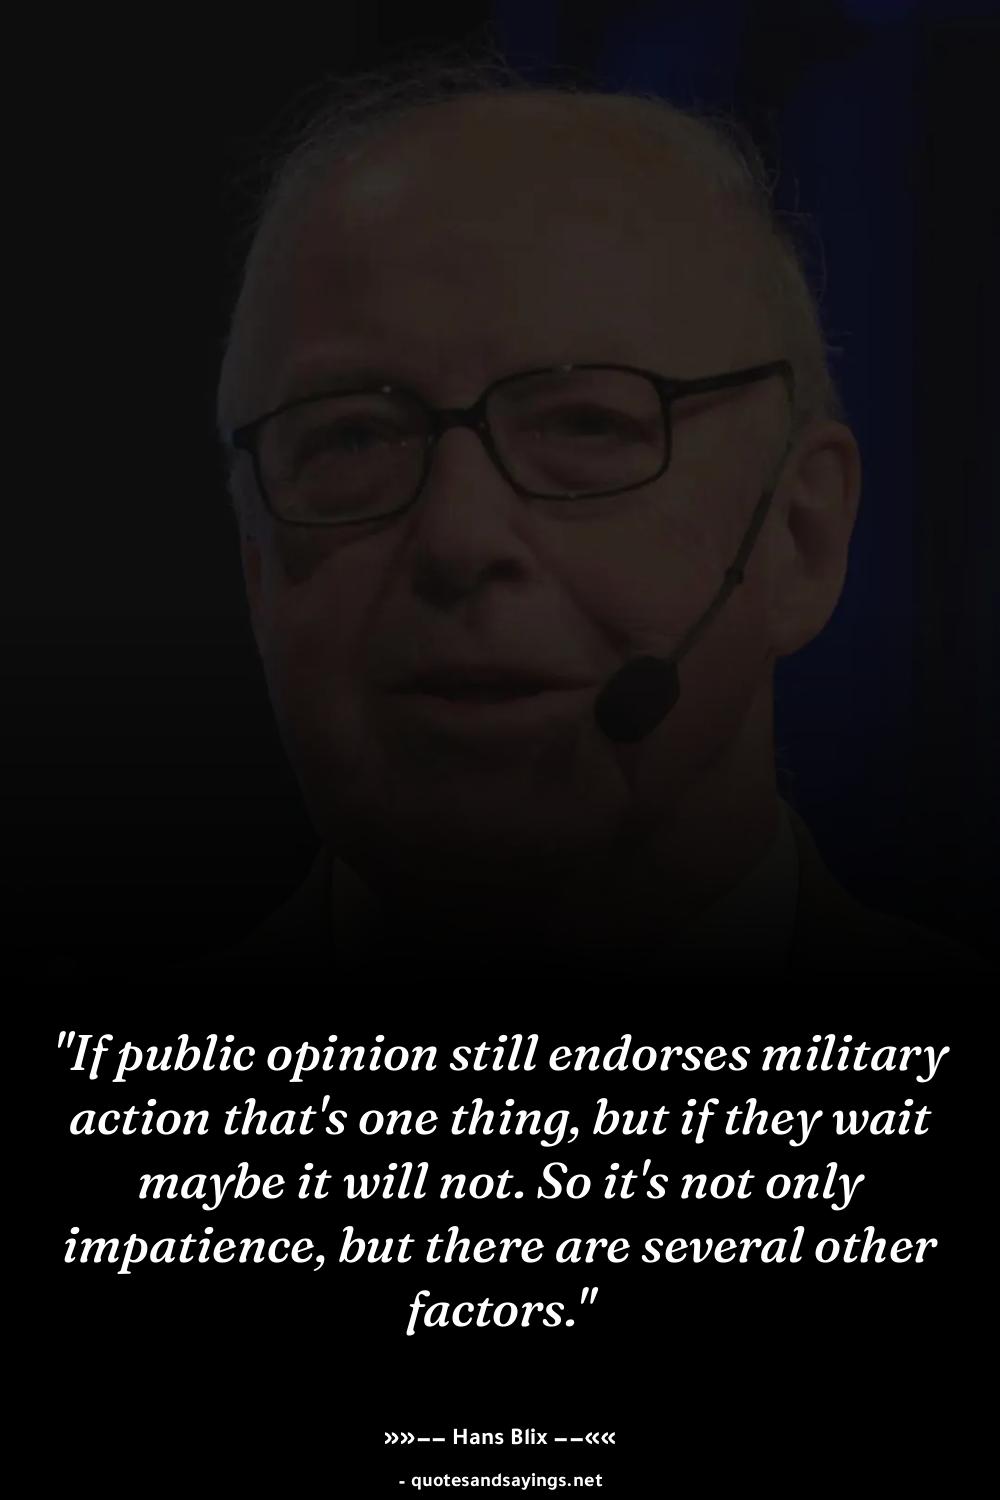 "If public opinion still endorses military
action that's one thing, but if they wait
maybe it will not. So it's not only
impatience, but there are several other
factors."
»»–– Hans Blix ––««
- quotesandsayings.net